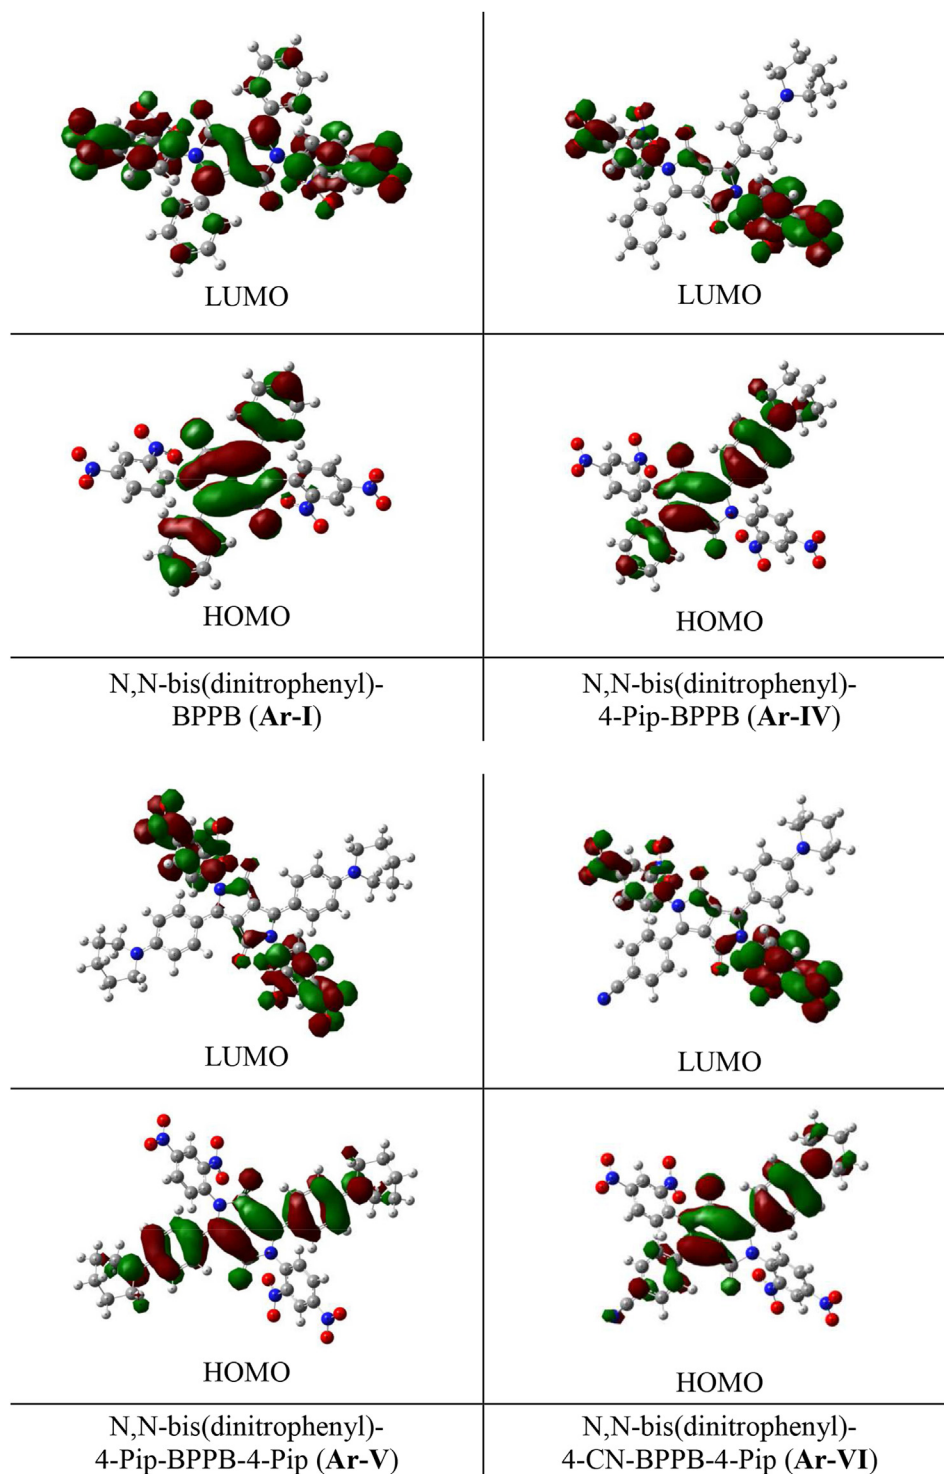 LUMO
LUMO
HOMO
HOMO
N,N-bis(dinitrophenyl)-
BPPB (Ar-I)
N,N-bis(dinitrophenyl)-
4-Pip-BPPB (Ar-IV)
LUMO
LUMO
HOMO
HOMO
N,N-bis(dinitrophenyl)-
4-Pip-BPPB-4-Pip (Ar-V)
N,N-bis(dinitrophenyl)-
4-CN-BPPB-4-Pip (Ar-VI)